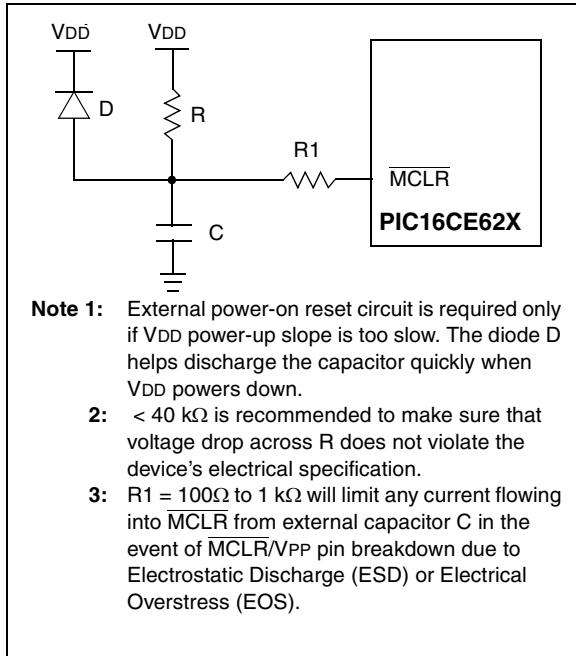 VDD VDD
D
R
R1
MCLR
PIC16CE62X
C
Note 1: External power-on reset circuit is required only
if VDD power-up slope is too slow. The diode D
helps discharge the capacitor quickly when
VDD powers down.
2: < 40 kΩ is recommended to make sure that
voltage drop across R does not violate the
device's electrical specification.
3: R1 = 100Ω to 1 kΩ will limit any current flowing
into MCLR from external capacitor C in the
event of MCLR/VPP pin breakdown due to
Electrostatic Discharge (ESD) or Electrical
Overstress (EOS).